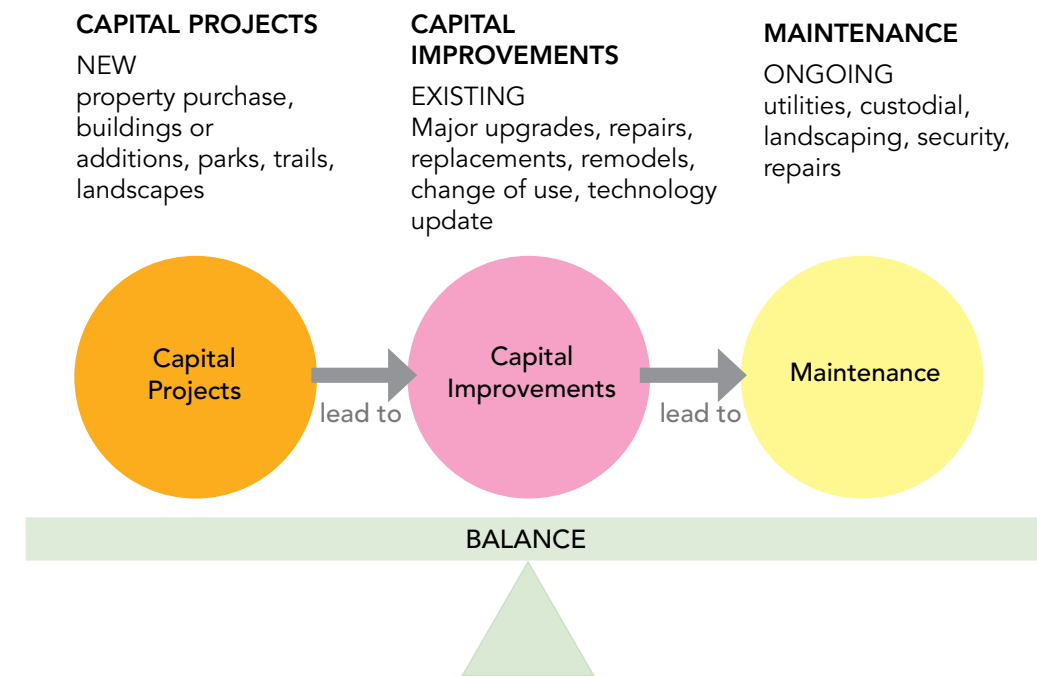 CAPITAL PROJECTS
NEW
property purchase,
buildings or
additions, parks, trails,
landscapes
CAPITAL
IMPROVEMENTS
EXISTING
Major upgrades, repairs,
replacements, remodels,
change of use, technology
update
MAINTENANCE
ONGOING
utilities, custodial,
landscaping, security,
repairs
Capital
Projects
lead to
Capital
Improvements
lead to
Maintenance
BALANCE